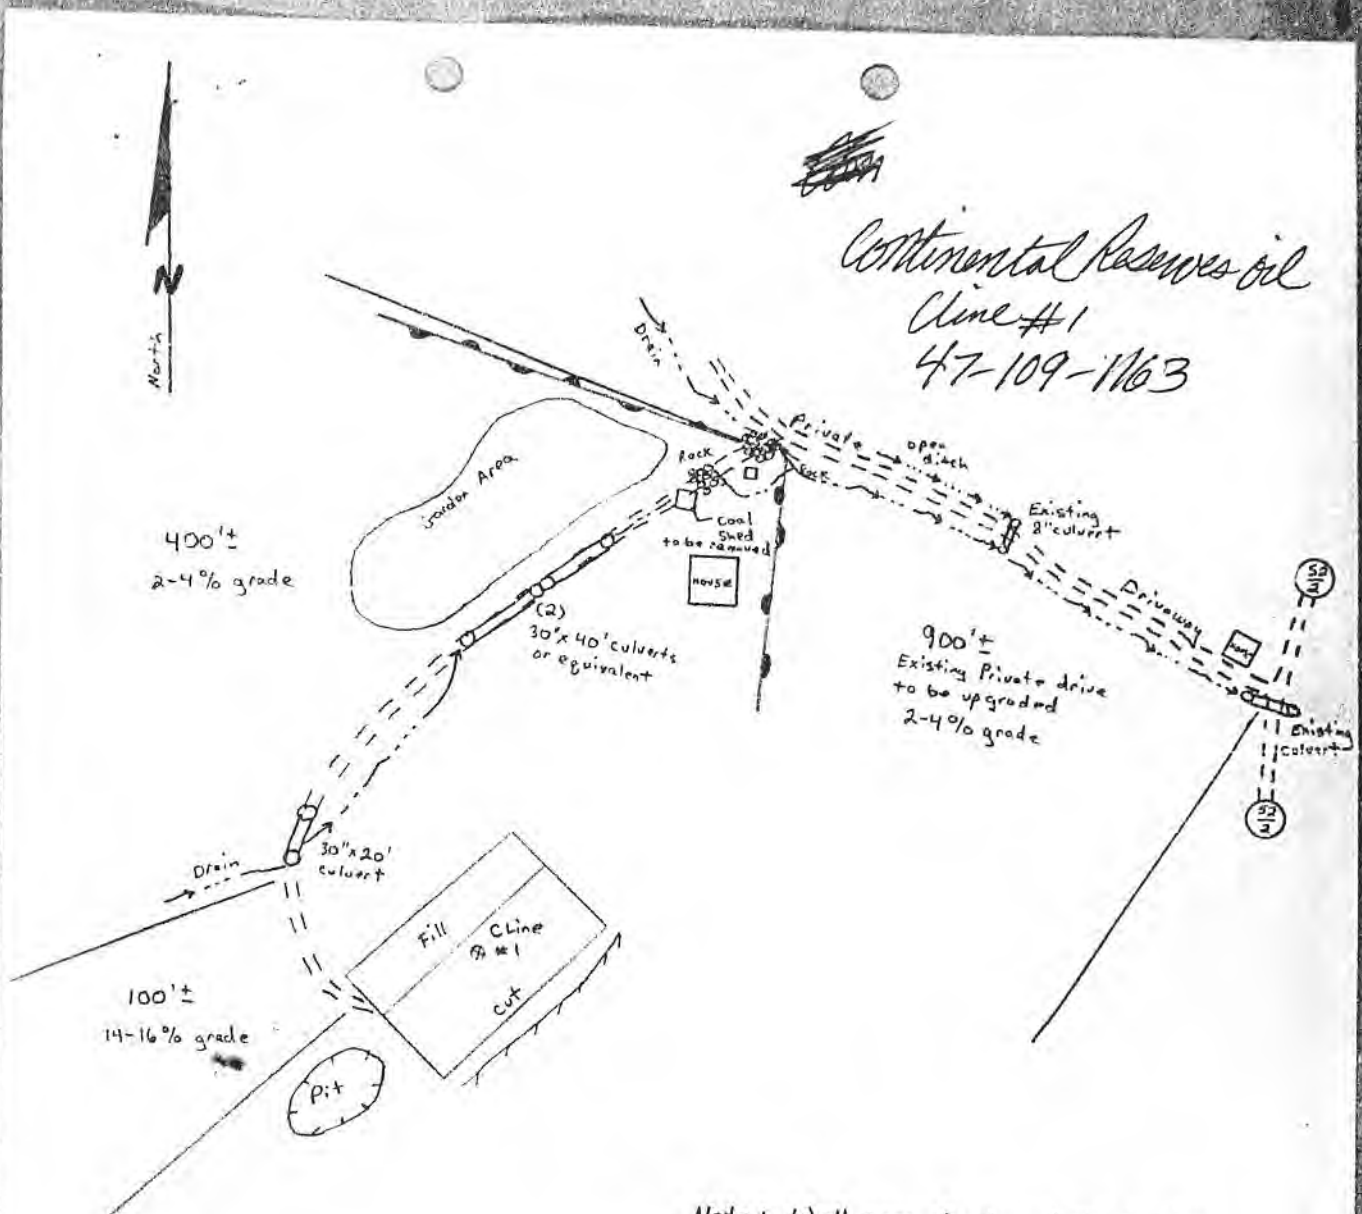 Continental Reserves oil
Cline #1
47-109-1163
N
North
Drain
Private
open
ditch
Rock
Rock
Garden Area
Coal
Shed
to be removed
House
Existing
8" culvert
400'±
2-4% grade
Driveway
52
2
(2)
30"x40' culverts
or equivalent
900'±
Existing Private drive
to be upgraded
2-4% grade
Existing
culvert
52
2
Drain
30"x20'
culvert
Fill
Cline
#1
cut
100'±
14-16% grade
Pit